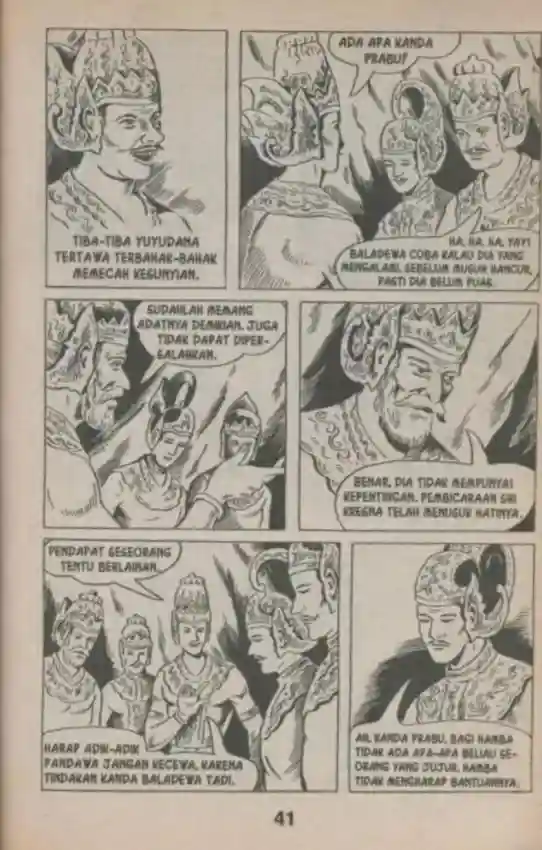 TIBA-TIBA YUYUDANA
TERTAWA TERBAHAK-BAHAK
MEMECAH KESUNYIAN.
ADA APA KANDA
PRABU?
HA, HA, HA, YAYI
BALADEWA COBA KALAU DIA YANG
MENGALAMI. SEBELUM MUSUH HANCUR,
PASTI DIA BELUM PUAS.
SUDAHLAH MEMANG
ADATNYA DEMIKIAN. JUGA
TIDAK DAPAT DIPER-
SALAHKAN.
BENAR, DIA TIDAK MEMPUNYAI
KEPENTINGAN. PEMBICARAAN SRI
KRESNA TELAH MENUSUK HATINYA.
PENDAPAT SESEORANG
TENTU BERLAINAN.
HARAP ADIK-ADIK
PANDAWA JANGAN KECEWA, KARENA
TINDAKAN KANDA BALADEWA TADI.
AH, KANDA PRABU. BAGI HAMBA
TIDAK ADA APA-APA BELIAU SE-
ORANG YANG JUJUR. HAMBA
TIDAK MENGHARAP BANTUANNYA.
41